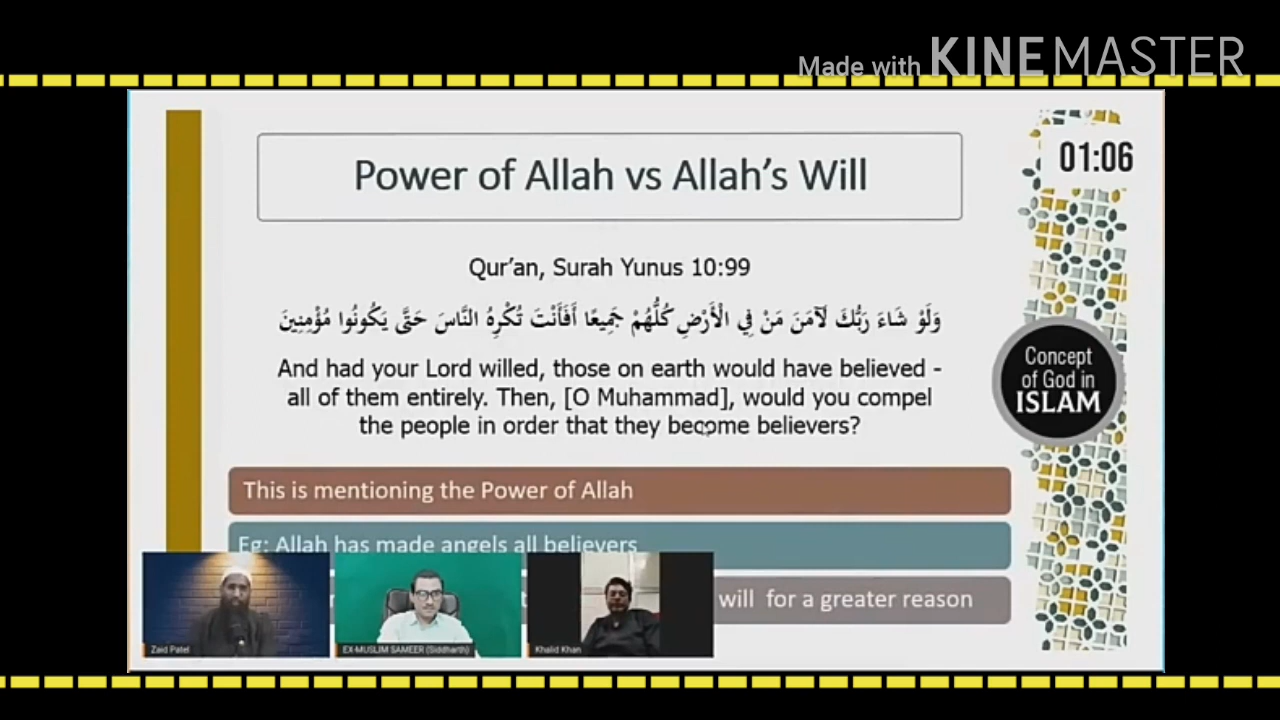 Made with KINEMASTER
Power of Allah vs Allah’s Will
01:06
Qur’an, Surah Yunus 10:99
وَلَوْ شَاءَ رَبُّكَ لَآمَنَ مَنْ فِي الْأَرْضِ كُلُّهُمْ جَمِيعًا أَفَأَنْتَ تُكْرِهُ النَّاسَ حَتَّى يَكُونُوا مُؤْمِنِينَ
And had your Lord willed, those on earth would have believed -
all of them entirely. Then, [O Muhammad], would you compel
the people in order that they become believers?
Concept
of God in
ISLAM
This is mentioning the Power of Allah
Eg: Allah has made angels all believers
will for a greater reason
Zaid Patel
EX-MUSLIM SAMEER (Siddharth)
Khalid Khan